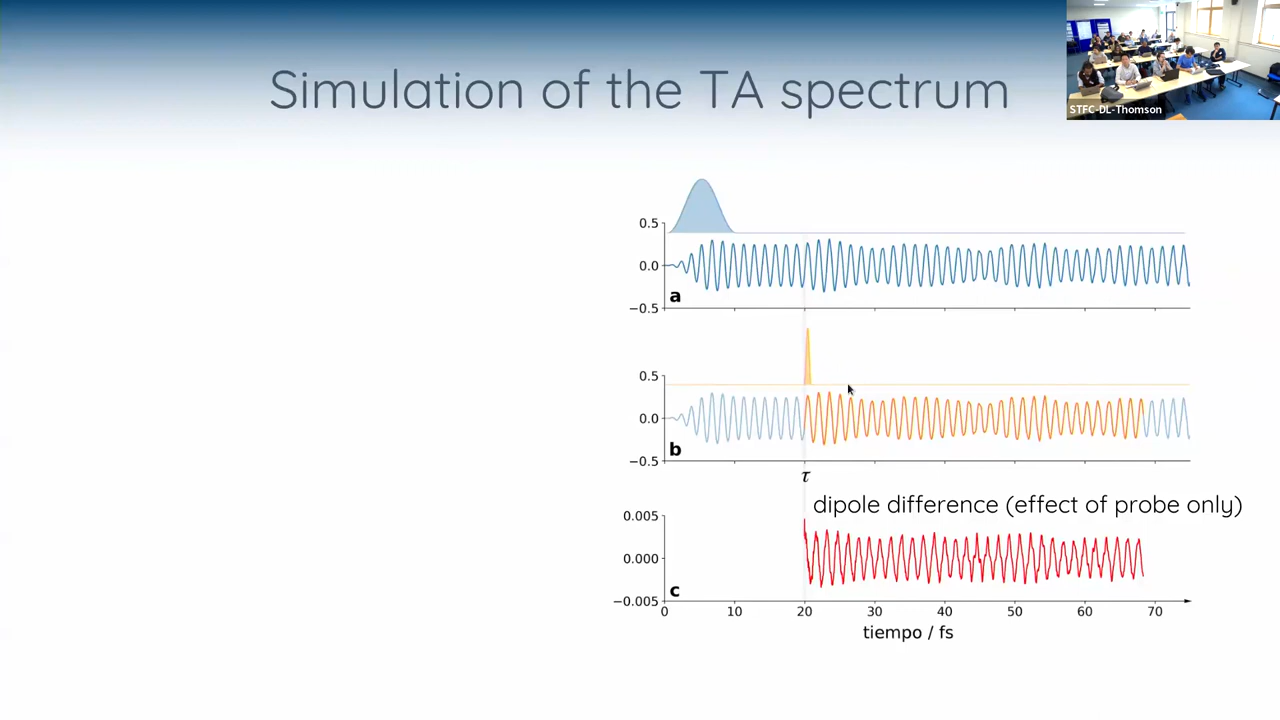 Simulation of the TA spectrum
STFC-DL-Thomson
0.5
0.0
−0.5
a
0.5
0.0
−0.5
b
τ
dipole difference (effect of probe only)
0.005
0.000
−0.005
c
0 10 20 30 40 50 60 70
tiempo / fs